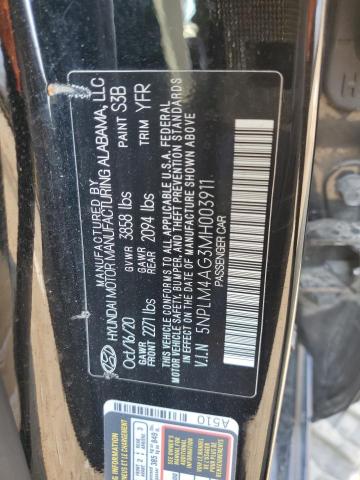 MANUFACTURED BY
HYUNDAI MOTOR MANUFACTURING ALABAMA, LLC
Oct/16/20 GVWR 3858 lbs PAINT S3B
GAWR FRONT 2271 lbs GAWR REAR 2094 lbs TRIM YFR
THIS VEHICLE CONFORMS TO ALL APPLICABLE U.S.A. FEDERAL
MOTOR VEHICLE SAFETY, BUMPER, AND THEFT PREVENTION
STANDARDS IN EFFECT ON THE DATE OF MANUFACTURE SHOWN ABOVE.
V.I.N 5NPLM4AG3MH003911
PASSENGER CAR
A510